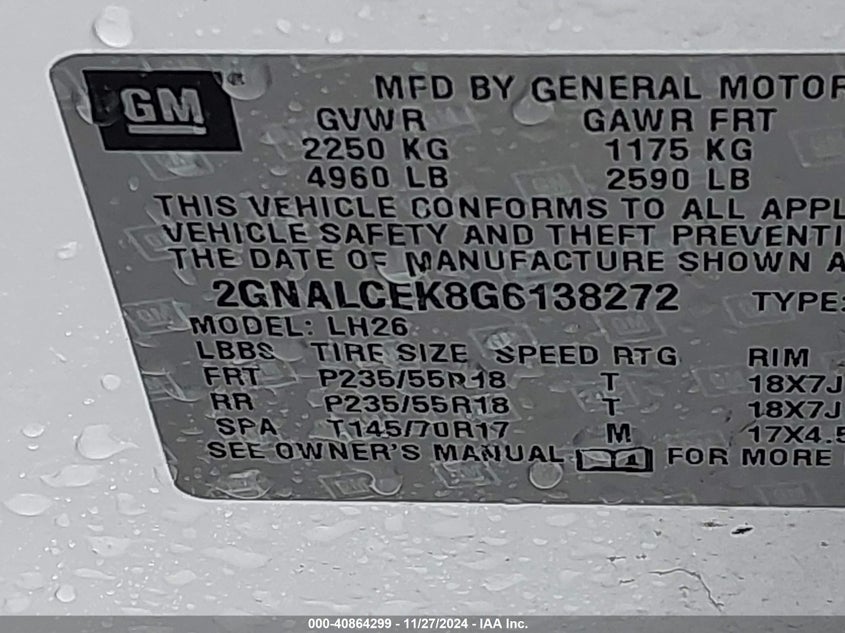 GM®
MFD BY GENERAL MOTOR
GVWR GAWR FRT
2250 KG 1175 KG
4960 LB 2590 LB
THIS VEHICLE CONFORMS TO ALL APPL
VEHICLE SAFETY AND THEFT PREVENTI
THE DATE OF MANUFACTURE SHOWN A
2GNALCEK8G6138272 TYPE:
MODEL: LH26
LBBS TIRE SIZE SPEED RTG RIM
FRT P235/55R18 T 18X7J
RR P235/55R18 T 18X7J
SPA T145/70R17 M 17X4.5
SEE OWNER'S MANUAL FOR MORE
000-40864299 — 11/27/2024 — IAA Inc.